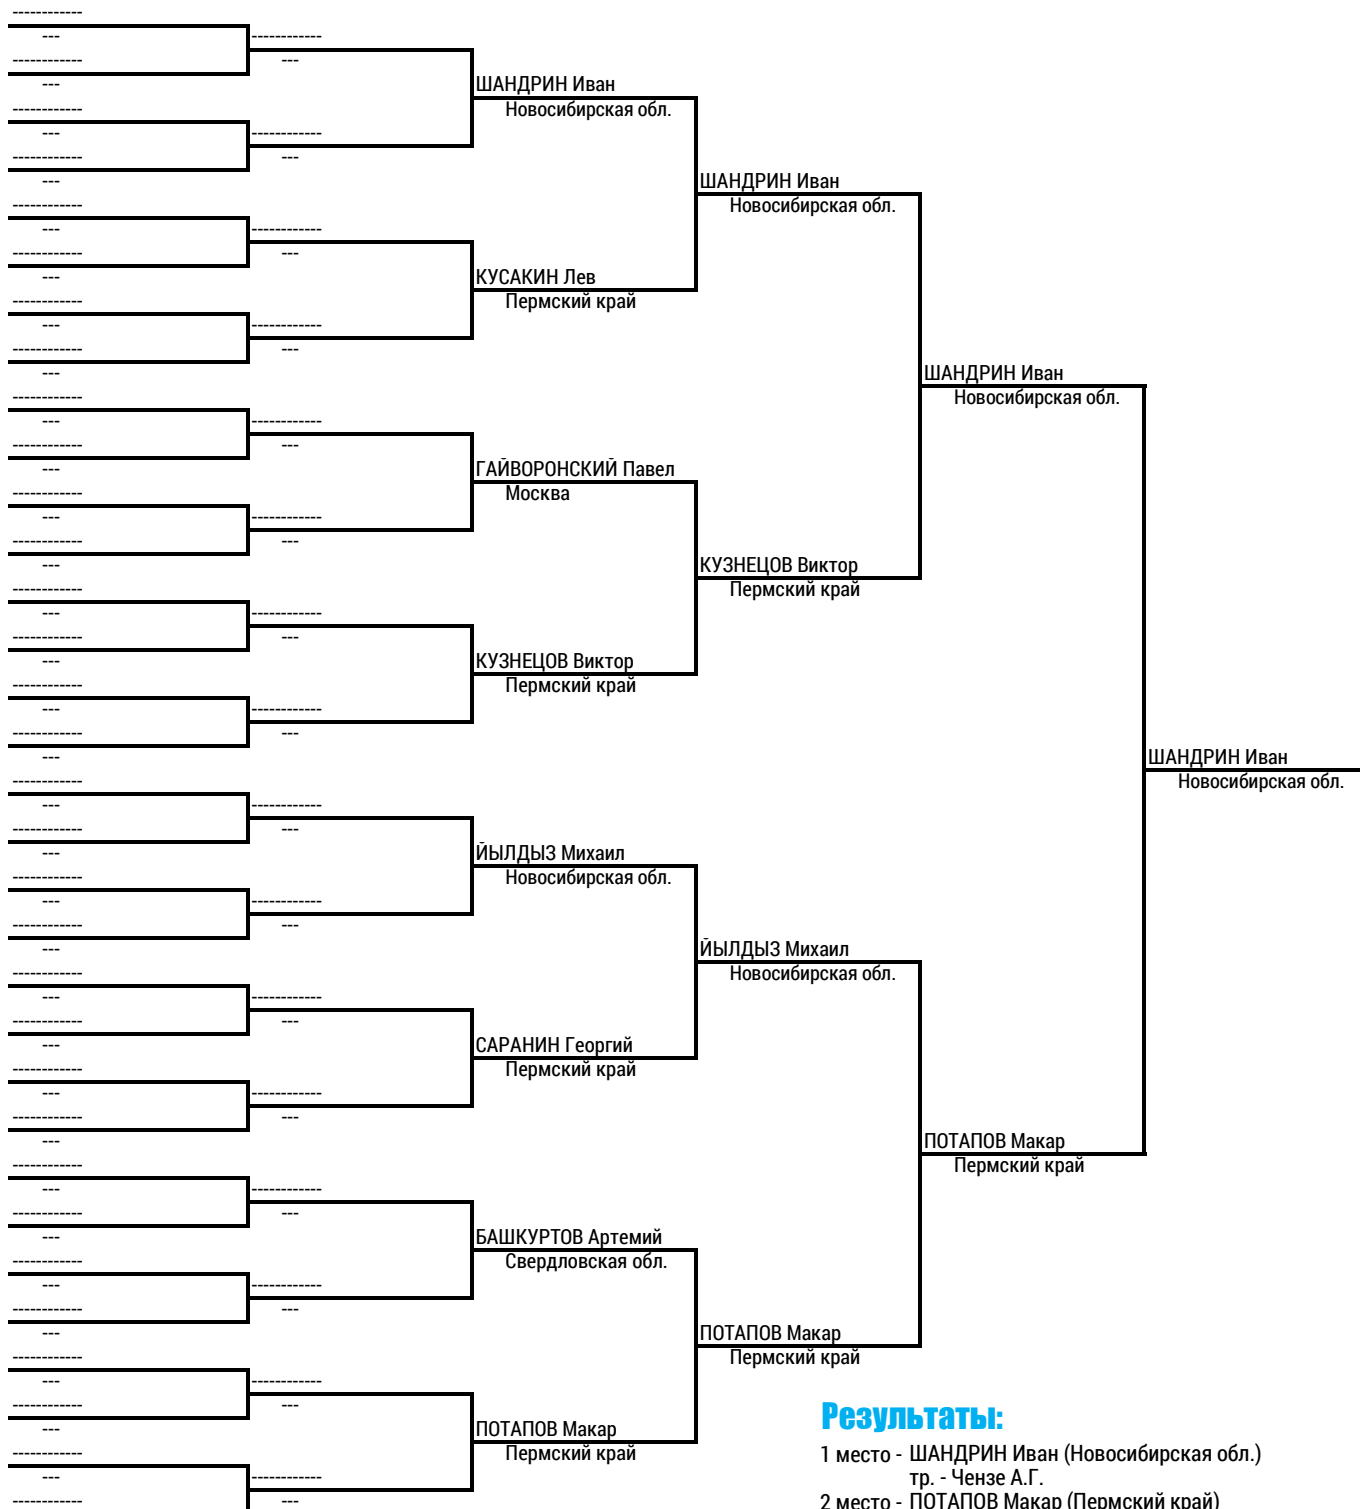 ШАНДРИН Иван
Новосибирская обл.
КУСАКИН Лев
Пермский край
ГАЙВОРОНСКИЙ Павел
Москва
КУЗНЕЦОВ Виктор
Пермский край
ЙЫЛДЫЗ Михаил
Новосибирская обл.
САРАНИН Георгий
Пермский край
БАШКУРТОВ Артемий
Свердловская обл.
ПОТАПОВ Макар
Пермский край
ШАНДРИН Иван
Новосибирская обл.
КУЗНЕЦОВ Виктор
Пермский край
ЙЫЛДЫЗ Михаил
Новосибирская обл.
ПОТАПОВ Макар
Пермский край
ШАНДРИН Иван
Новосибирская обл.
ПОТАПОВ Макар
Пермский край
ШАНДРИН Иван
Новосибирская обл.
Результаты:
1 место - ШАНДРИН Иван (Новосибирская обл.)
тр. - Чензе А.Г.
2 место - ПОТАПОВ Макар (Пермский край)